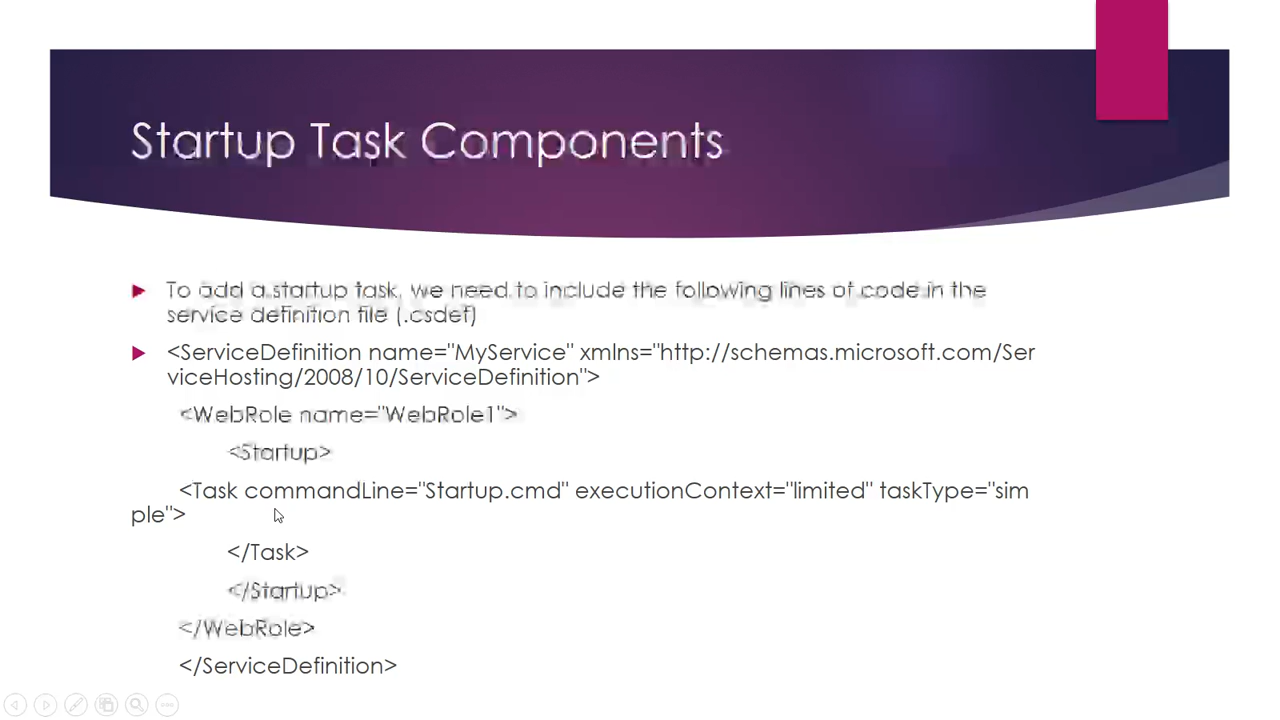 Startup Task Components
To add a startup task, we need to include the following lines of code in the
service definition file (.csdef)
<ServiceDefinition name="MyService" xmlns="http://schemas.microsoft.com/Ser
viceHosting/2008/10/ServiceDefinition">
<WebRole name="WebRole1">
<Startup>
<Task commandLine="Startup.cmd" executionContext="limited" taskType="sim
ple">
</Task>
</Startup>
</WebRole>
</ServiceDefinition>